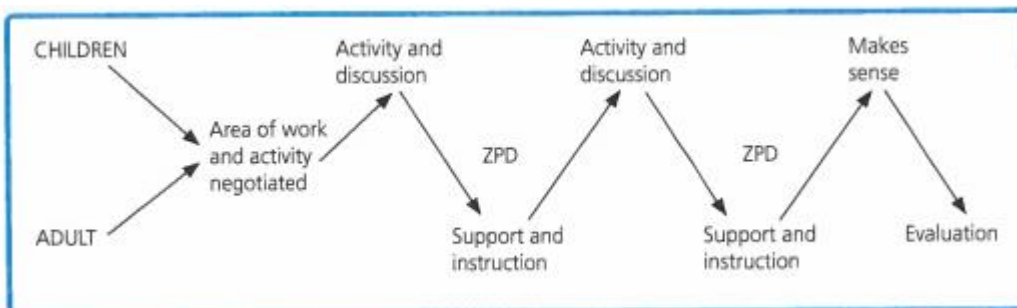 CHILDREN
Activity and
discussion
Activity and
discussion
Makes
sense
Area of work
and activity
negotiated
ZPD
ZPD
ADULT
Support and
instruction
Support and
instruction
Evaluation